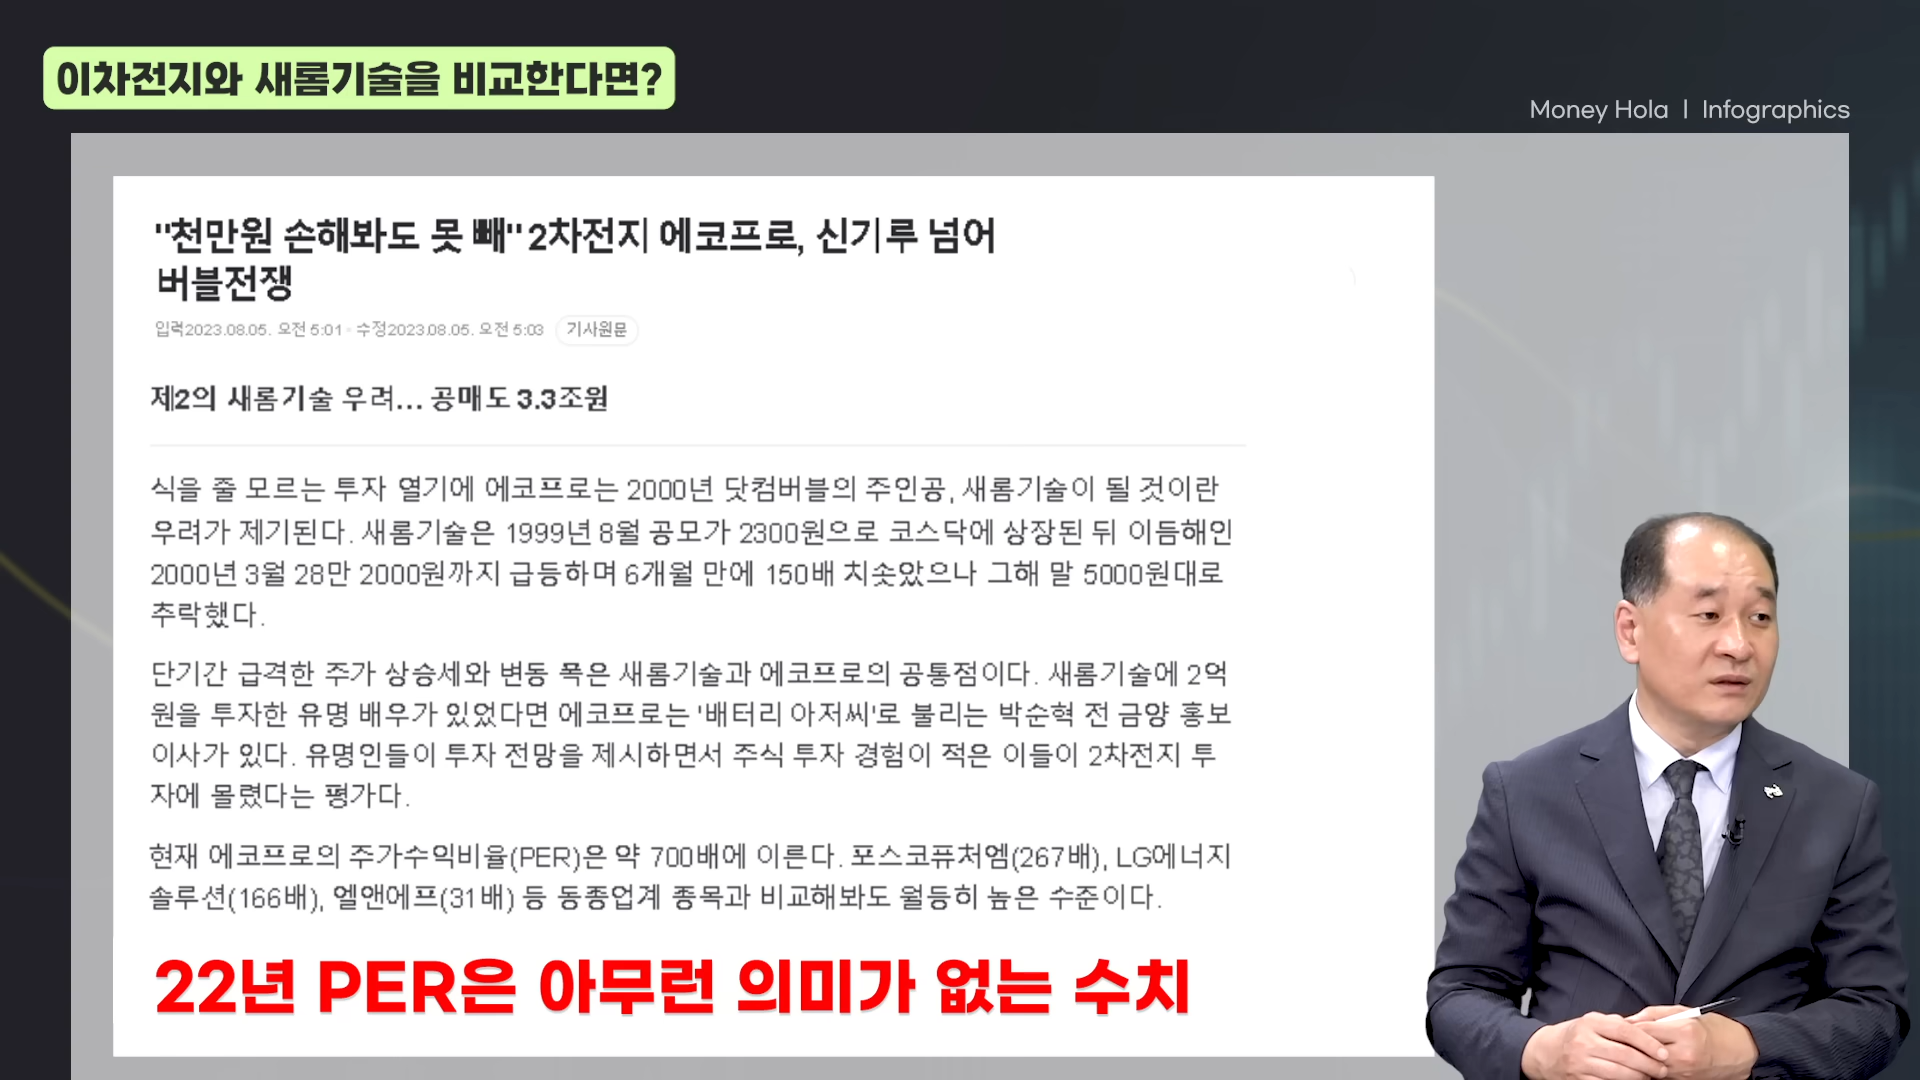 이차전지와 새롬기술을 비교한다면?
Money Hola | Infographics
"천만원 손해봐도 못 빼" 2차전지 에코프로, 신기루 넘어
버블전쟁
입력2023.08.05. 오전 5:01 · 수정2023.08.05. 오전 5:03 기사원문
제2의 새롬기술 우려... 공매도 3.3조원
식을 줄 모르는 투자 열기에 에코프로는 2000년 닷컴버블의 주인공, 새롬기술이 될 것이란
우려가 제기된다. 새롬기술은 1999년 8월 공모가 2300원으로 코스닥에 상장된 뒤 이듬해인
2000년 3월 28만 2000원까지 급등하며 6개월 만에 150배 치솟았으나 그해 말 5000원대로
추락했다.
단기간 급격한 주가 상승세와 변동 폭은 새롬기술과 에코프로의 공통점이다. 새롬기술에 2억
원을 투자한 유명 배우가 있었다면 에코프로는 '배터리 아저씨'로 불리는 박순혁 전 금양 홍보
이사가 있다. 유명인들이 투자 전망을 제시하면서 주식 투자 경험이 적은 이들이 2차전지 투
자에 몰렸다는 평가다.
현재 에코프로의 주가수익비율(PER)은 약 700배에 이른다. 포스코퓨처엠(267배), LG에너지
솔루션(166배), 엘앤에프(31배) 등 동종업계 종목과 비교해봐도 월등히 높은 수준이다.
22년 PER은 아무런 의미가 없는 수치